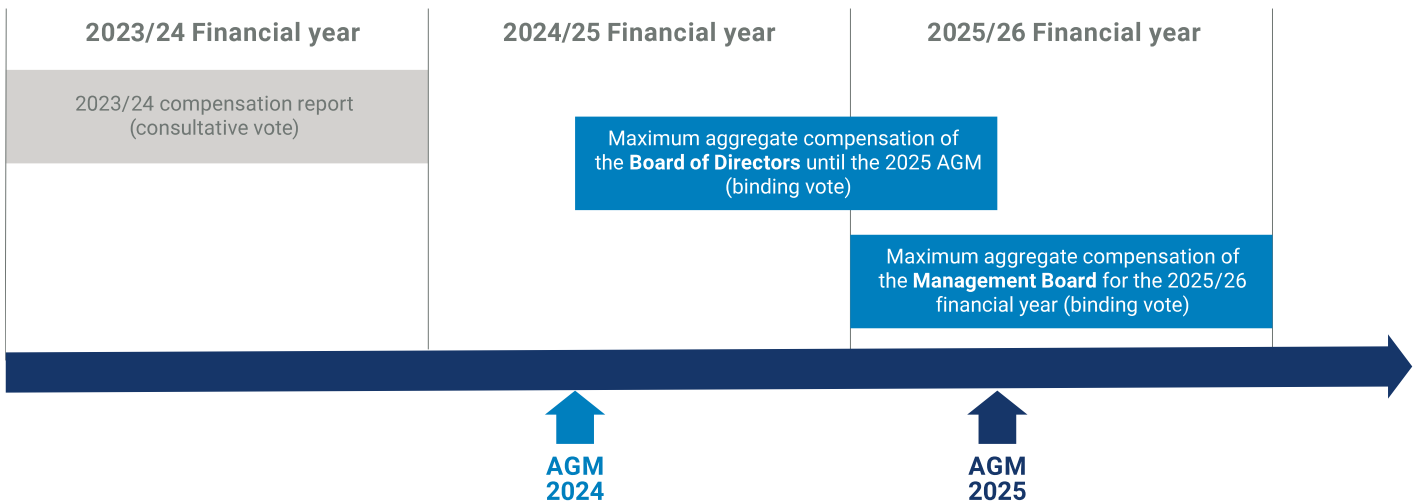 2023/24 Financial year
2024/25 Financial year
2025/26 Financial year
2023/24 compensation report
(consultative vote)
Maximum aggregate compensation of
the Board of Directors until the 2025 AGM
(binding vote)
Maximum aggregate compensation of
the Management Board for the 2025/26
financial year (binding vote)
AGM
2024
AGM
2025